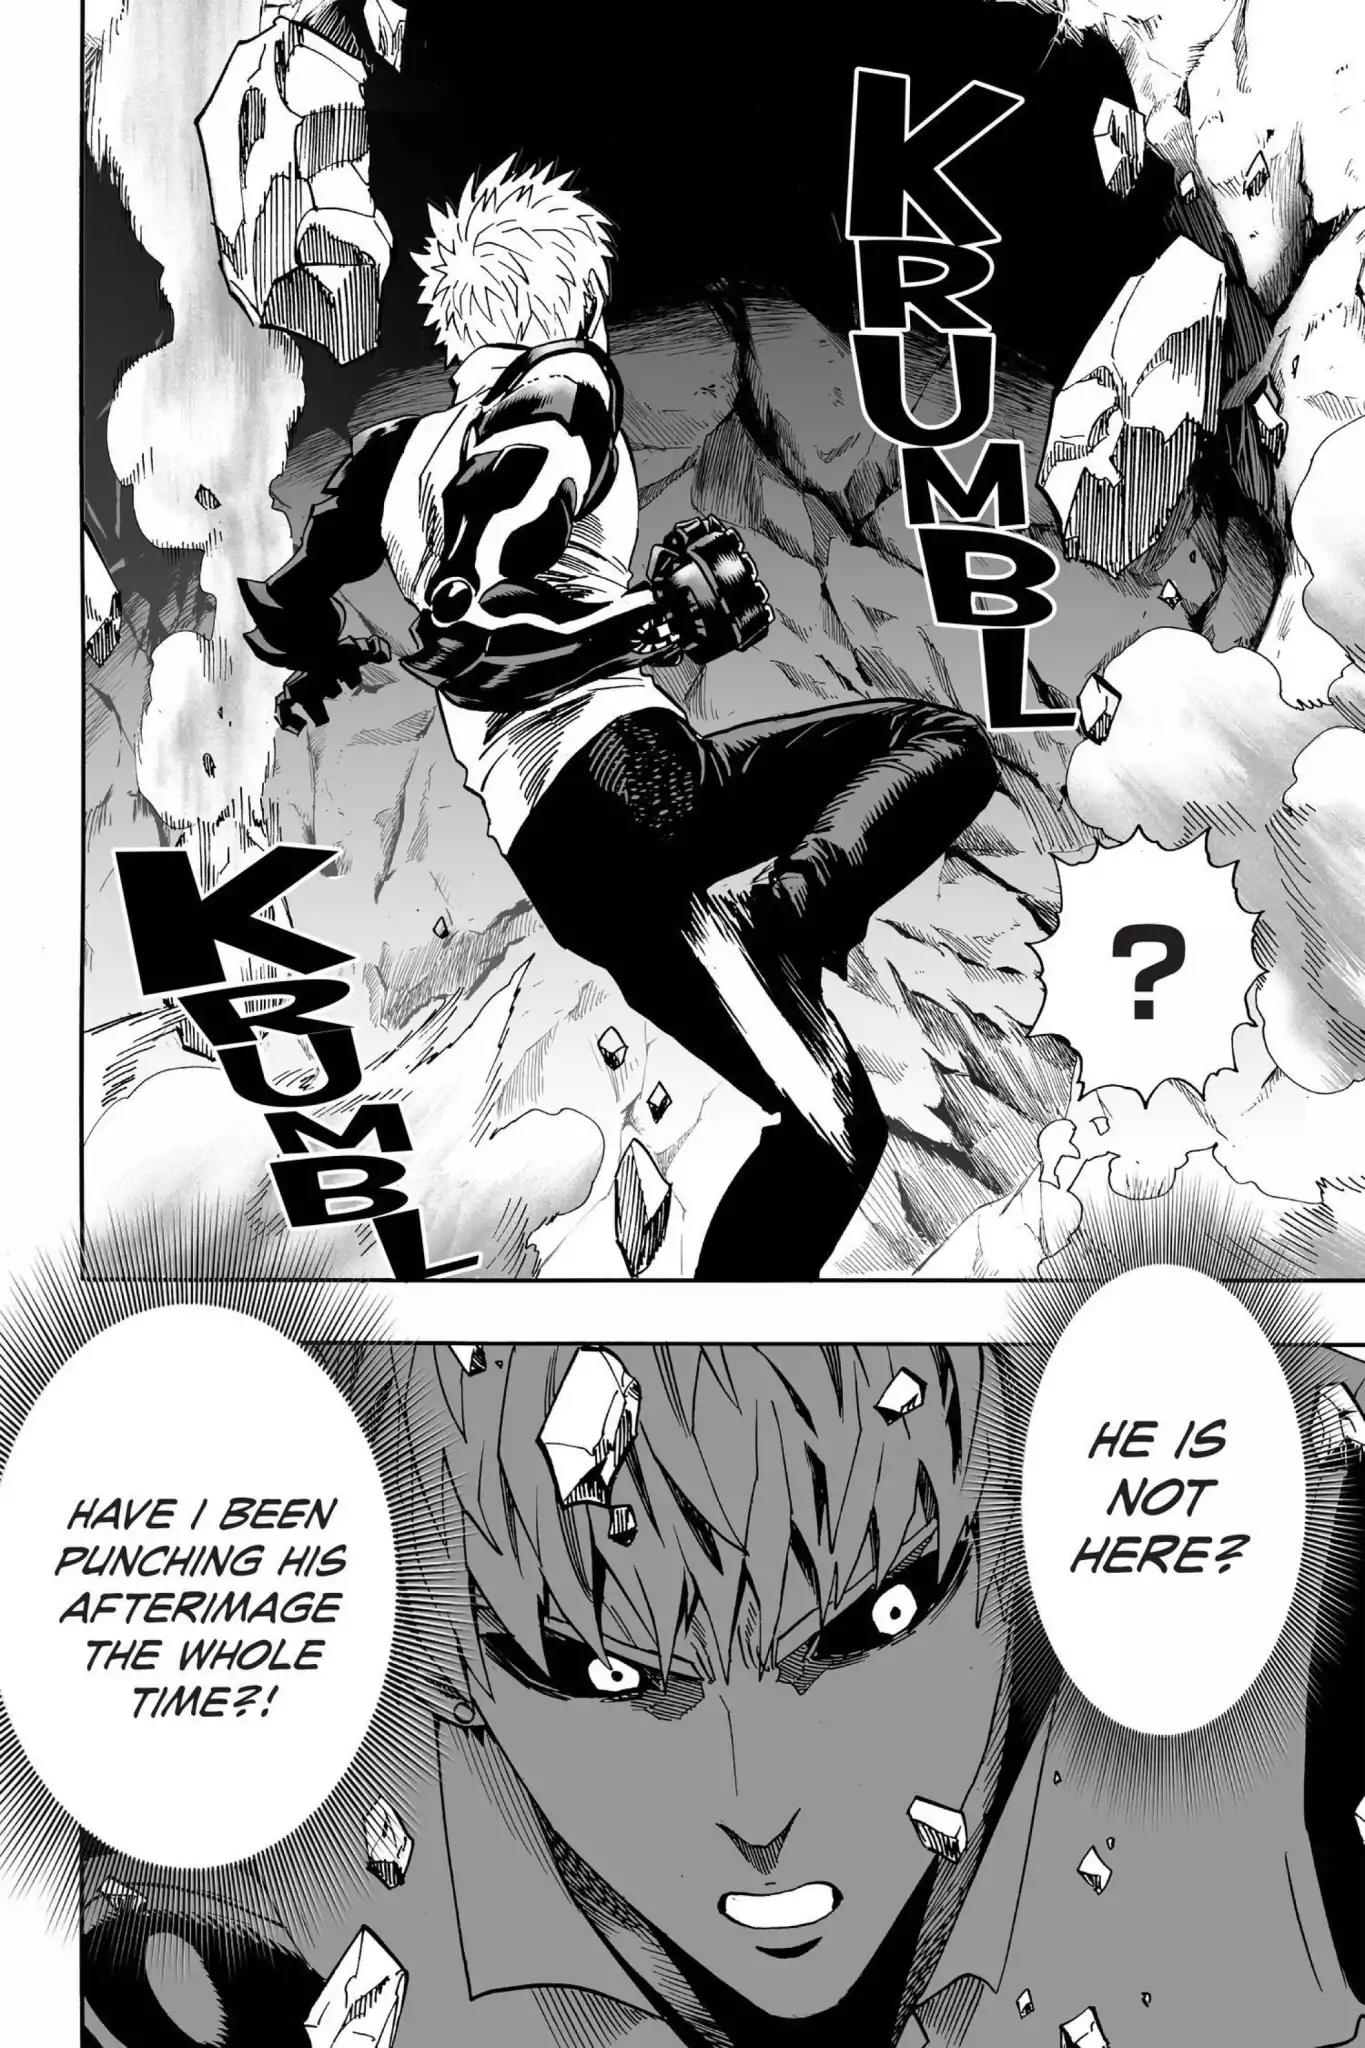 KRUMBL
?
KRUMBL
HE IS
NOT
HERE?
HAVE I BEEN
PUNCHING HIS
AFTERIMAGE
THE WHOLE
TIME?!